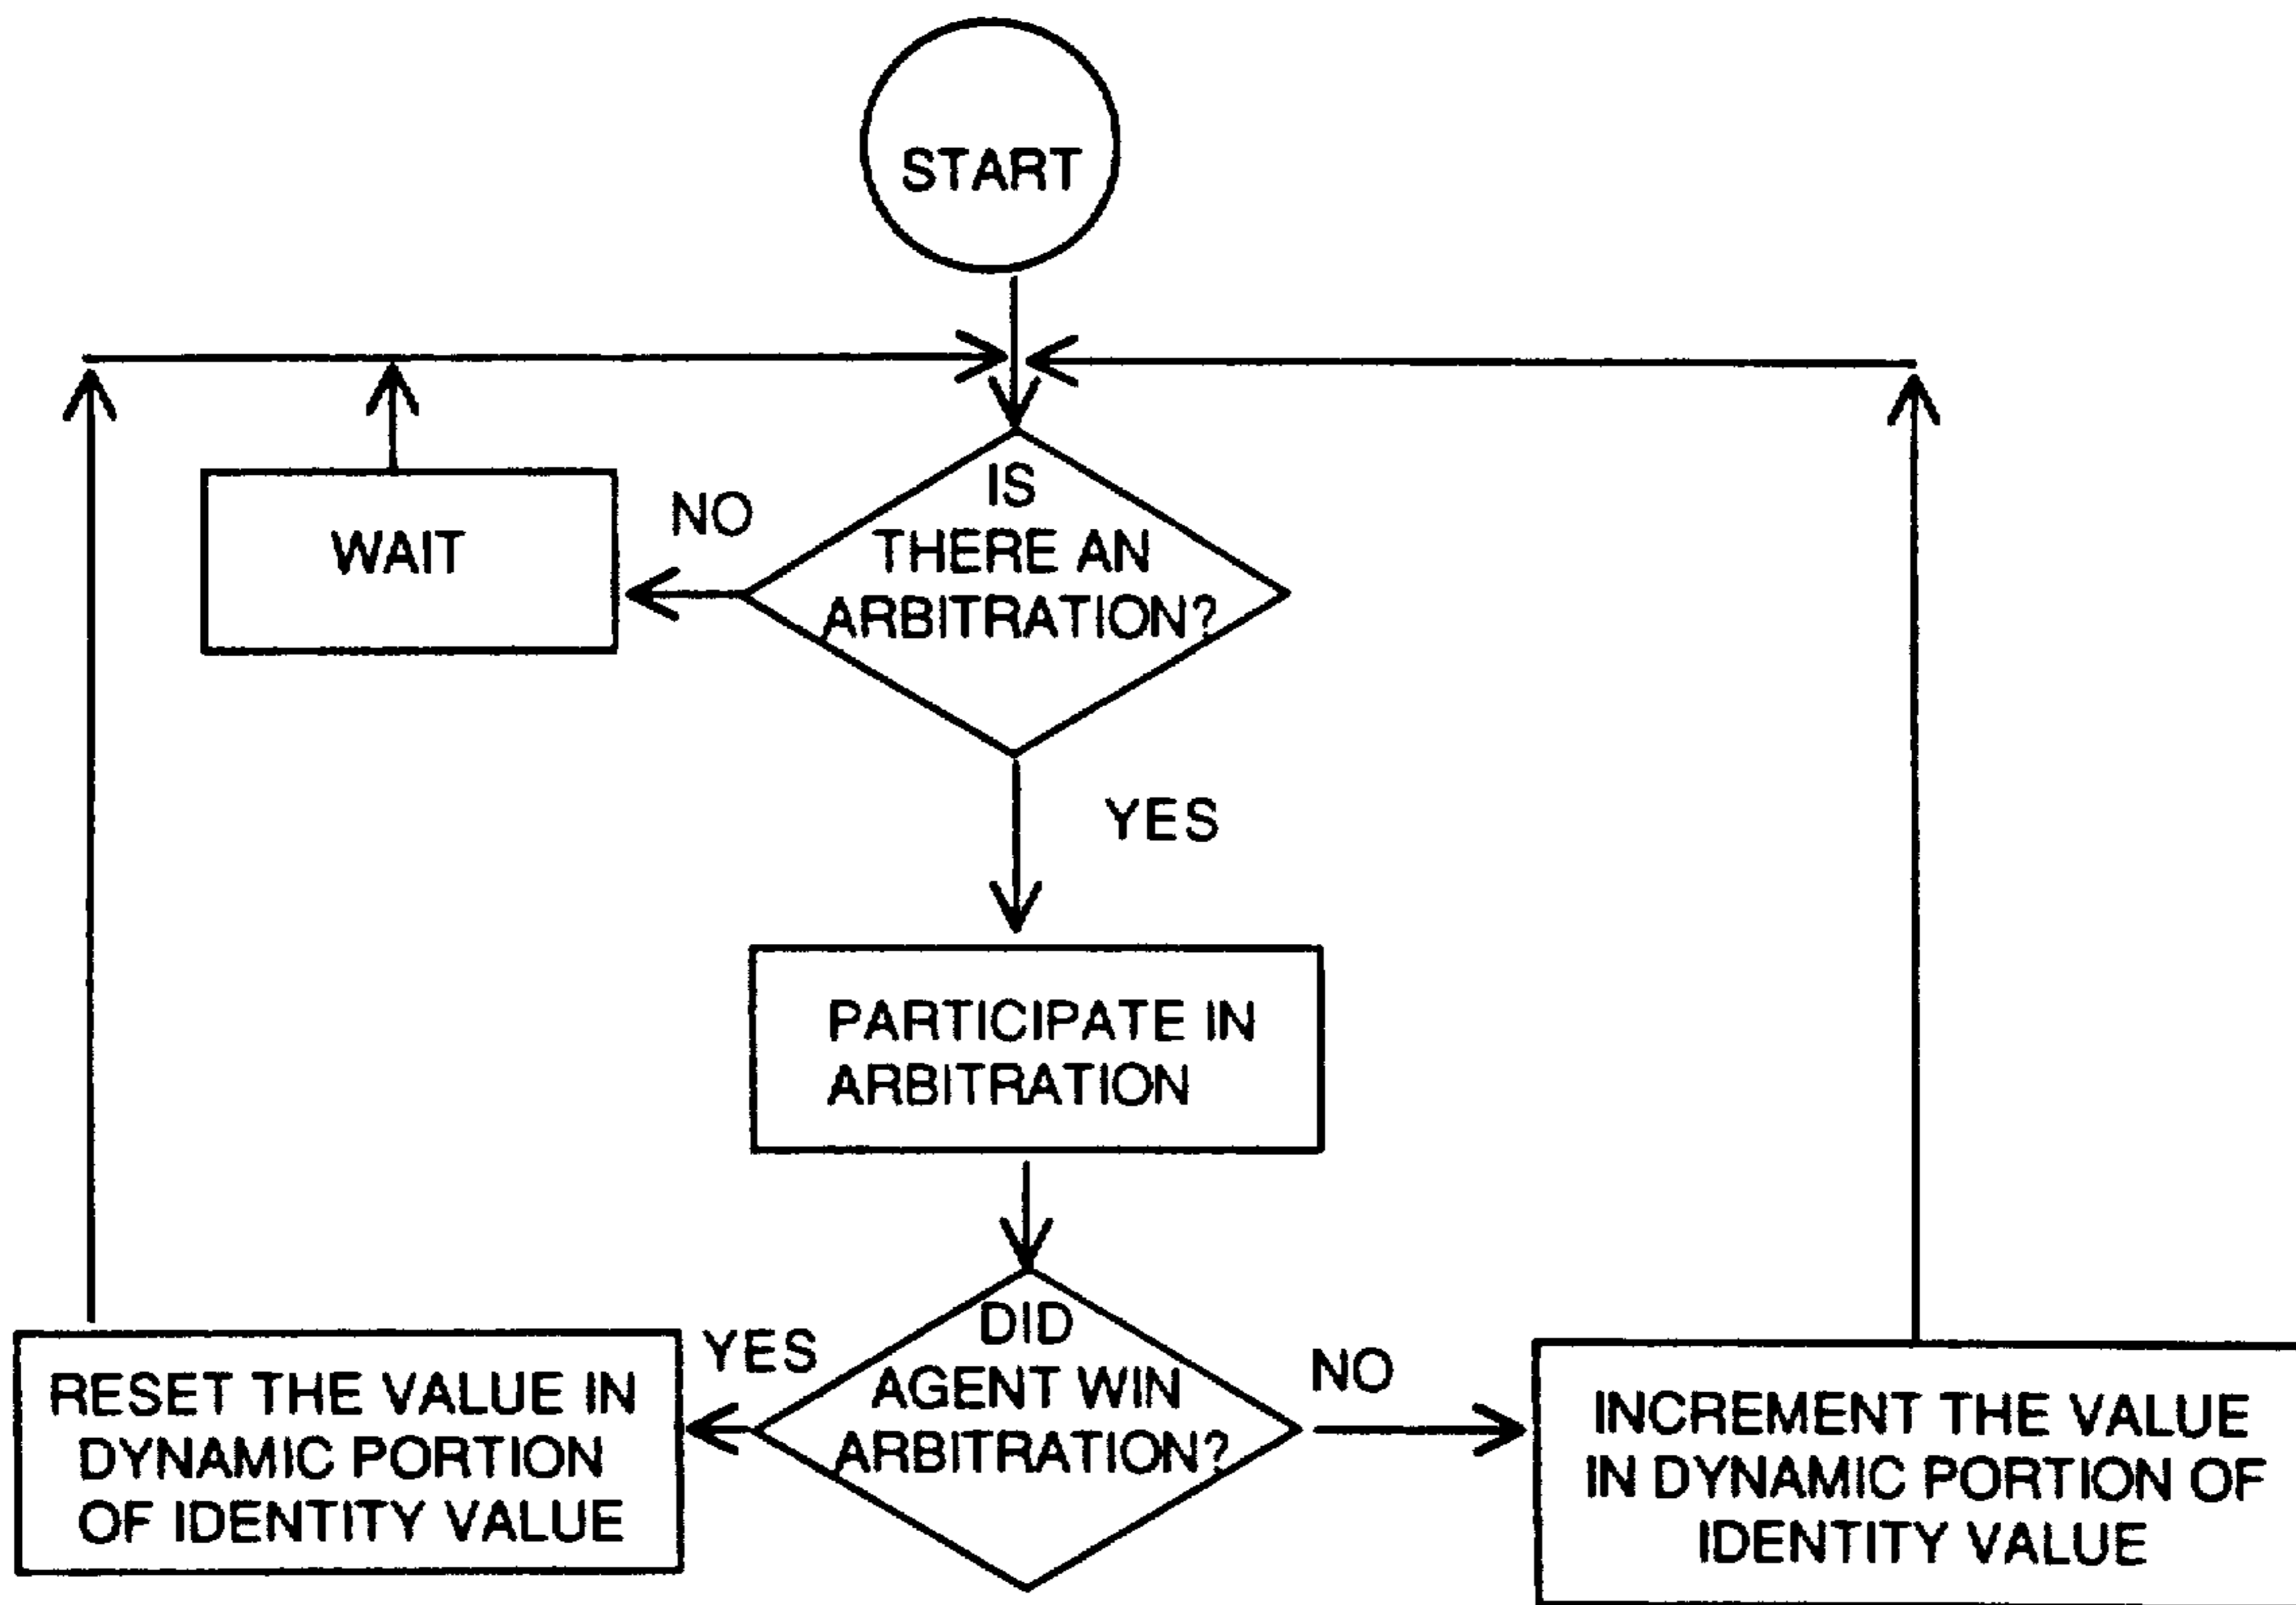 START
IS
THERE AN
ARBITRATION?
NO
WAIT
YES
PARTICIPATE IN
ARBITRATION
DID
AGENT WIN
ARBITRATION?
YES
RESET THE VALUE IN
DYNAMIC PORTION
OF IDENTITY VALUE
NO
INCREMENT THE VALUE
IN DYNAMIC PORTION OF
IDENTITY VALUE